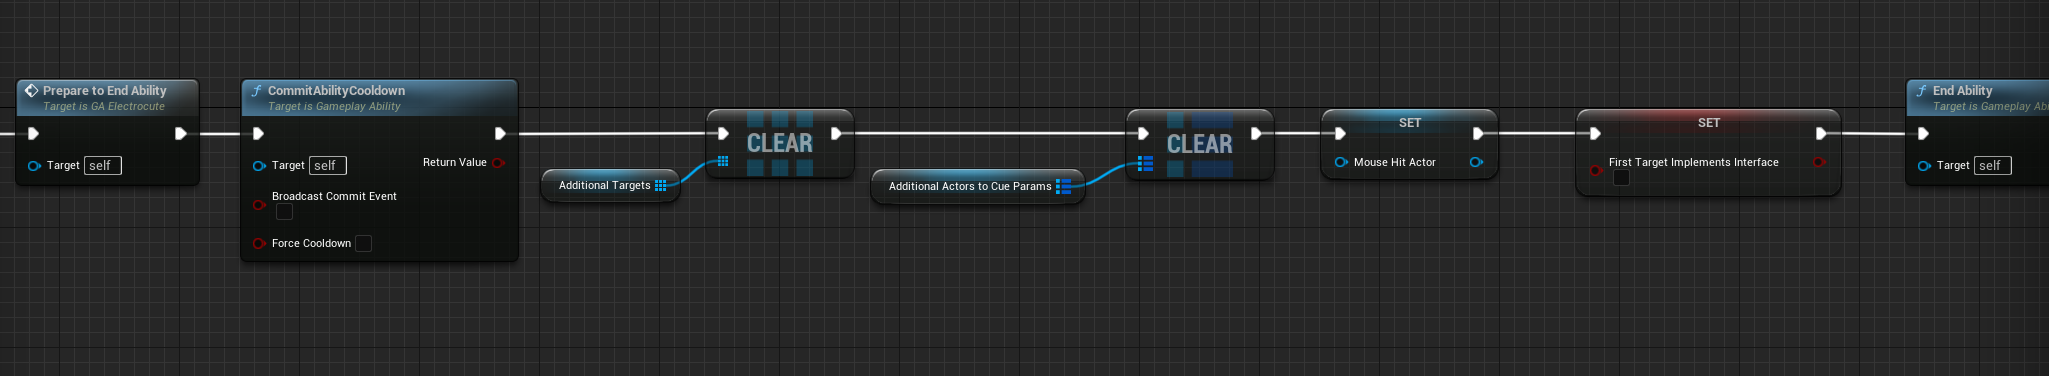 Prepare to End Ability
Target is GA Electrocute
Target self
CommitAbilityCooldown
Target is Gameplay Ability
Target self
Return Value
Broadcast Commit Event
Force Cooldown
Additional Targets
CLEAR
Additional Actors to Cue Params
CLEAR
SET
Mouse Hit Actor
SET
First Target Implements Interface
End Ability
Target is Gameplay Ab
Target self